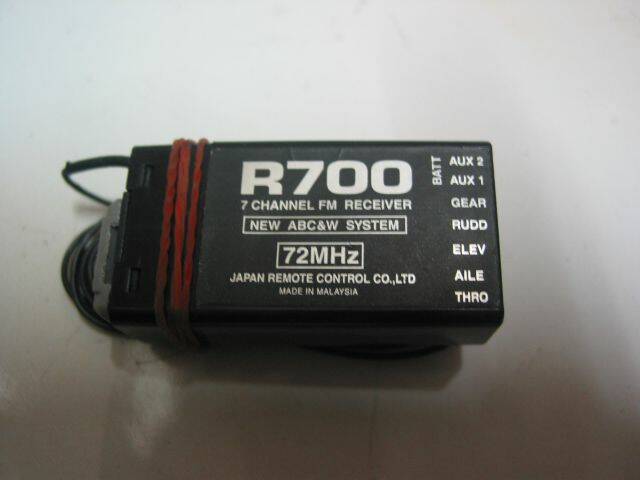 R700
7 CHANNEL FM RECEIVER
NEW ABC&W SYSTEM
72MHz
JAPAN REMOTE CONTROL CO.,LTD
MADE IN MALAYSIA
BATT
AUX 2
AUX 1
GEAR
RUDD
ELEV
AILE
THRO